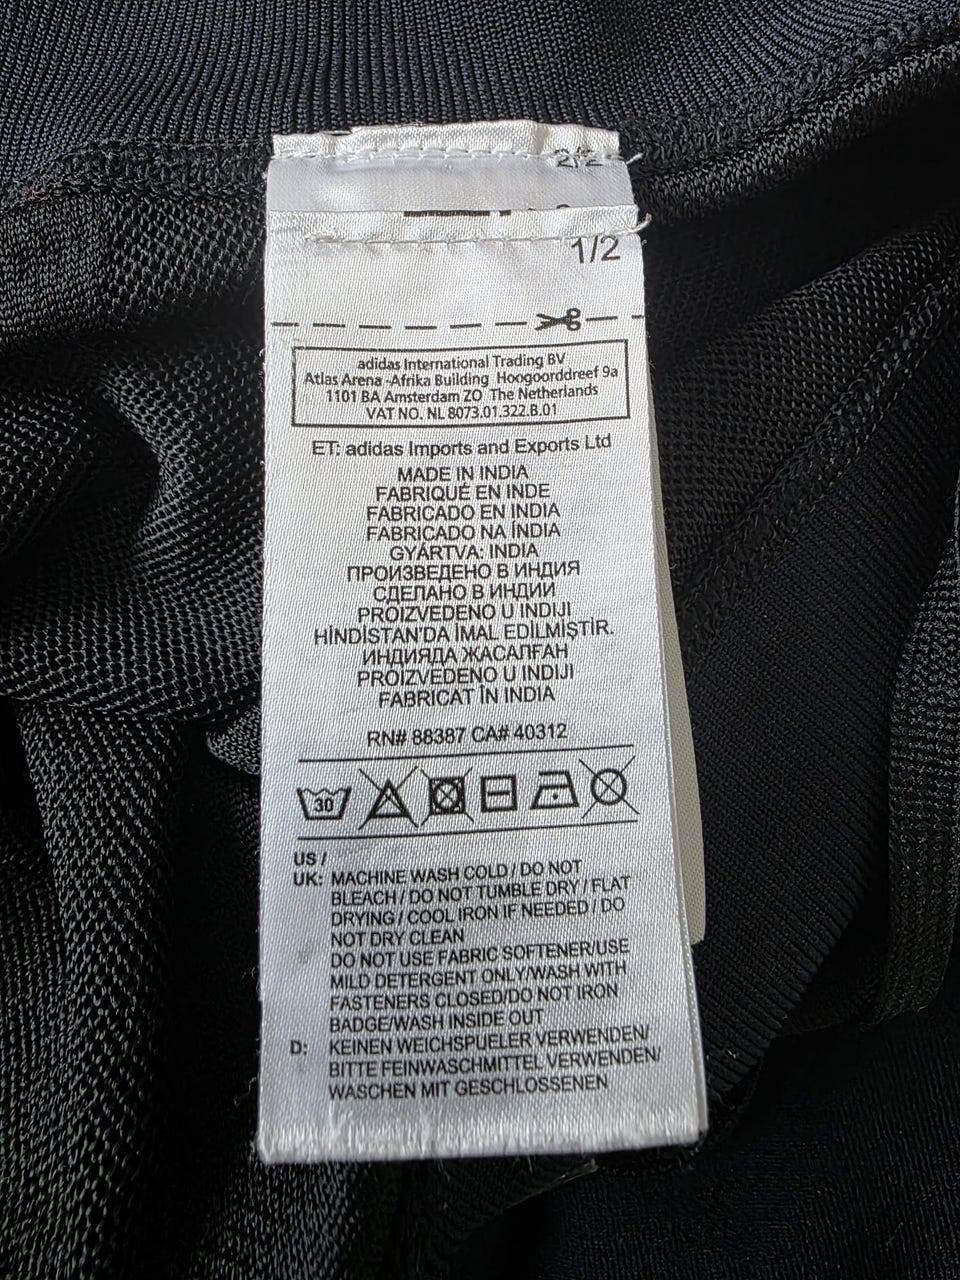 2/2
1/2
adidas International Trading BV
Atlas Arena -Afrika Building Hoogoorddreef 9a
1101 BA Amsterdam ZO The Netherlands
VAT NO. NL 8073.01.322.B.01
ET: adidas Imports and Exports Ltd
MADE IN INDIA
FABRIQUÉ EN INDE
FABRICADO EN INDIA
FABRICADO NA ÍNDIA
GYÁRTVA: INDIA
ПРОИЗВЕДЕНО В ИНДИЯ
СДЕЛАНО В ИНДИИ
PROIZVEDENO U INDIJI
HİNDİSTAN'DA İMAL EDİLMİŞTİR.
ИНДИЯДА ЖАСАЛҒАН
PROIZVEDENO U INDIJI
FABRICAT ÎN INDIA
RN# 88387 CA# 40312
30
US /
UK: MACHINE WASH COLD / DO NOT
BLEACH / DO NOT TUMBLE DRY / FLAT
DRYING / COOL IRON IF NEEDED / DO
NOT DRY CLEAN
DO NOT USE FABRIC SOFTENER/USE
MILD DETERGENT ONLY/WASH WITH
FASTENERS CLOSED/DO NOT IRON
BADGE/WASH INSIDE OUT
D: KEINEN WEICHSPUELER VERWENDEN/
BITTE FEINWASCHMITTEL VERWENDEN/
WASCHEN MIT GESCHLOSSENEN